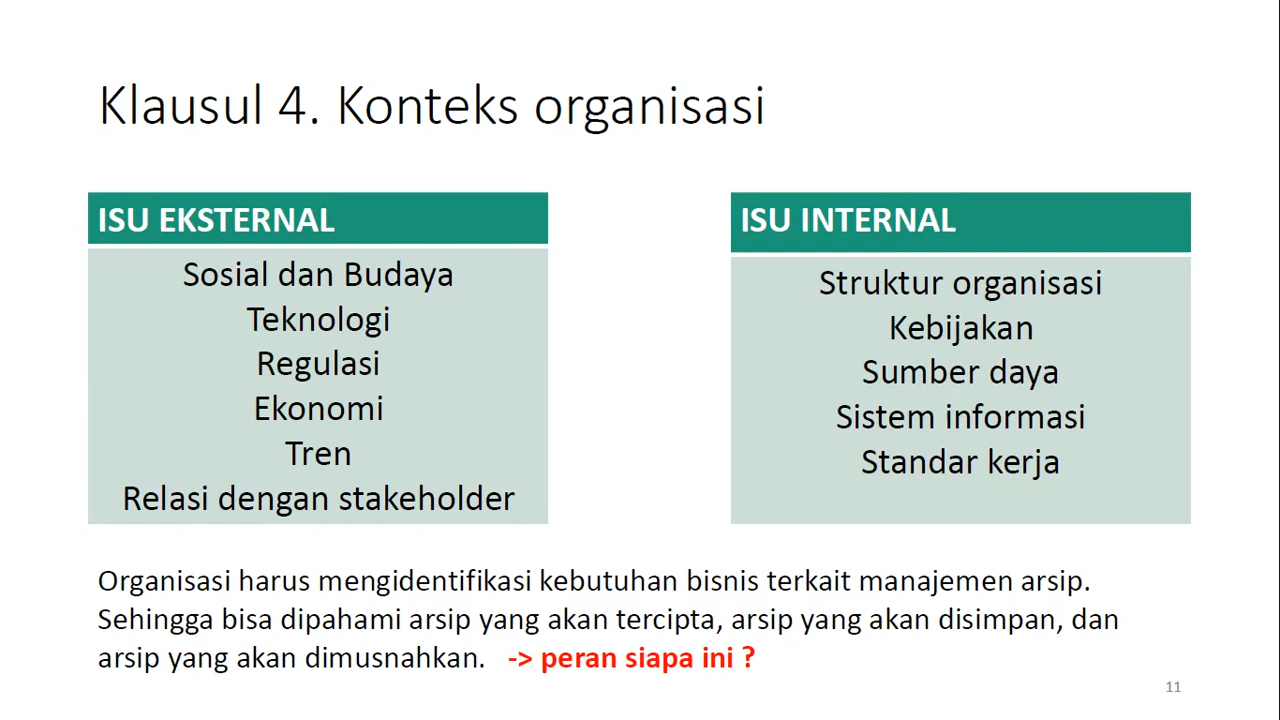 Klausul 4. Konteks organisasi
ISU EKSTERNAL
Sosial dan Budaya
Teknologi
Regulasi
Ekonomi
Tren
Relasi dengan stakeholder
ISU INTERNAL
Struktur organisasi
Kebijakan
Sumber daya
Sistem informasi
Standar kerja
Organisasi harus mengidentifikasi kebutuhan bisnis terkait manajemen arsip.
Sehingga bisa dipahami arsip yang akan tercipta, arsip yang akan disimpan, dan
arsip yang akan dimusnahkan. -> peran siapa ini ?
11